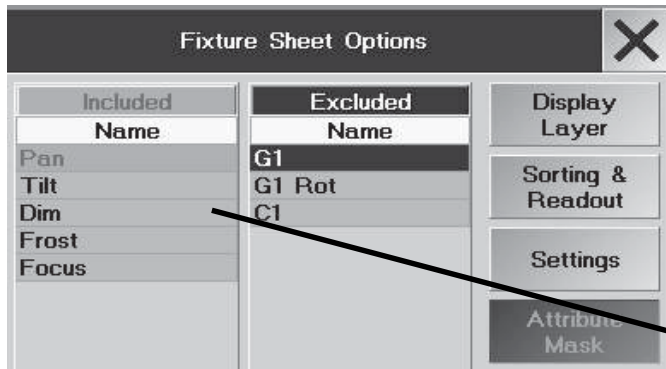 Fixture Sheet Options
Included
Name
Pan
Tilt
Dim
Frost
Focus
Excluded
Name
G1
G1 Rot
C1
Display
Layer
Sorting &
Readout
Settings
Attribute
Mask